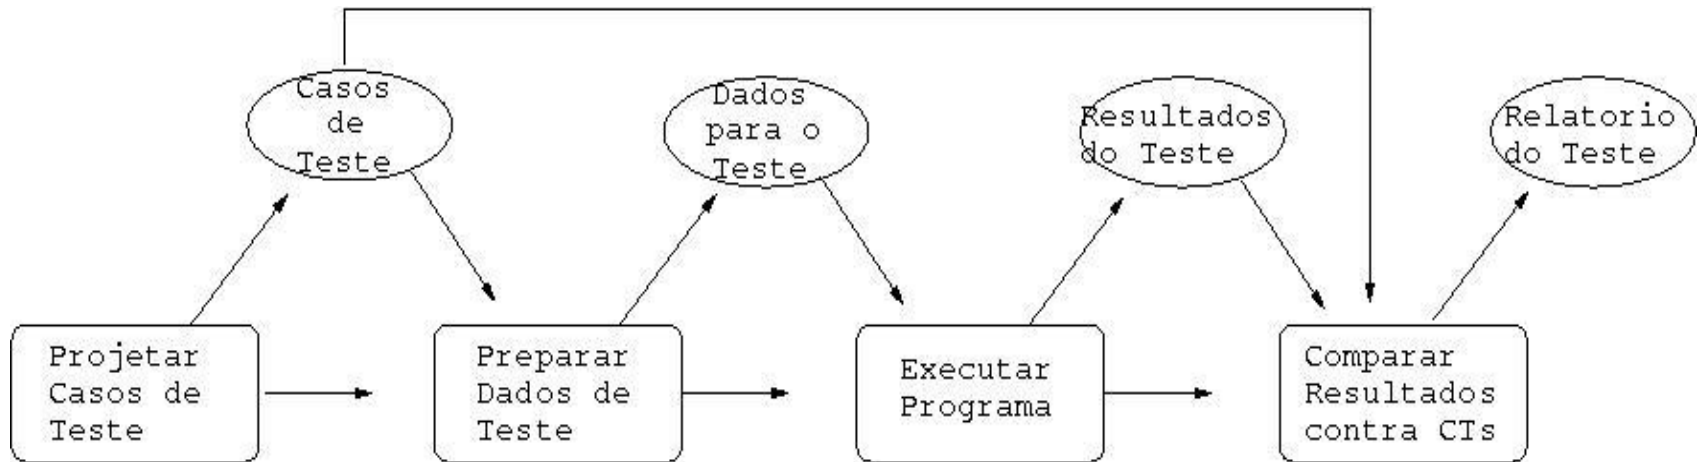 Casos
de
Teste
Dados
para o
Teste
Resultados
do Teste
Relatorio
do Teste
Projetar
Casos de
Teste
Preparar
Dados de
Teste
Executar
Programa
Comparar
Resultados
contra CTs